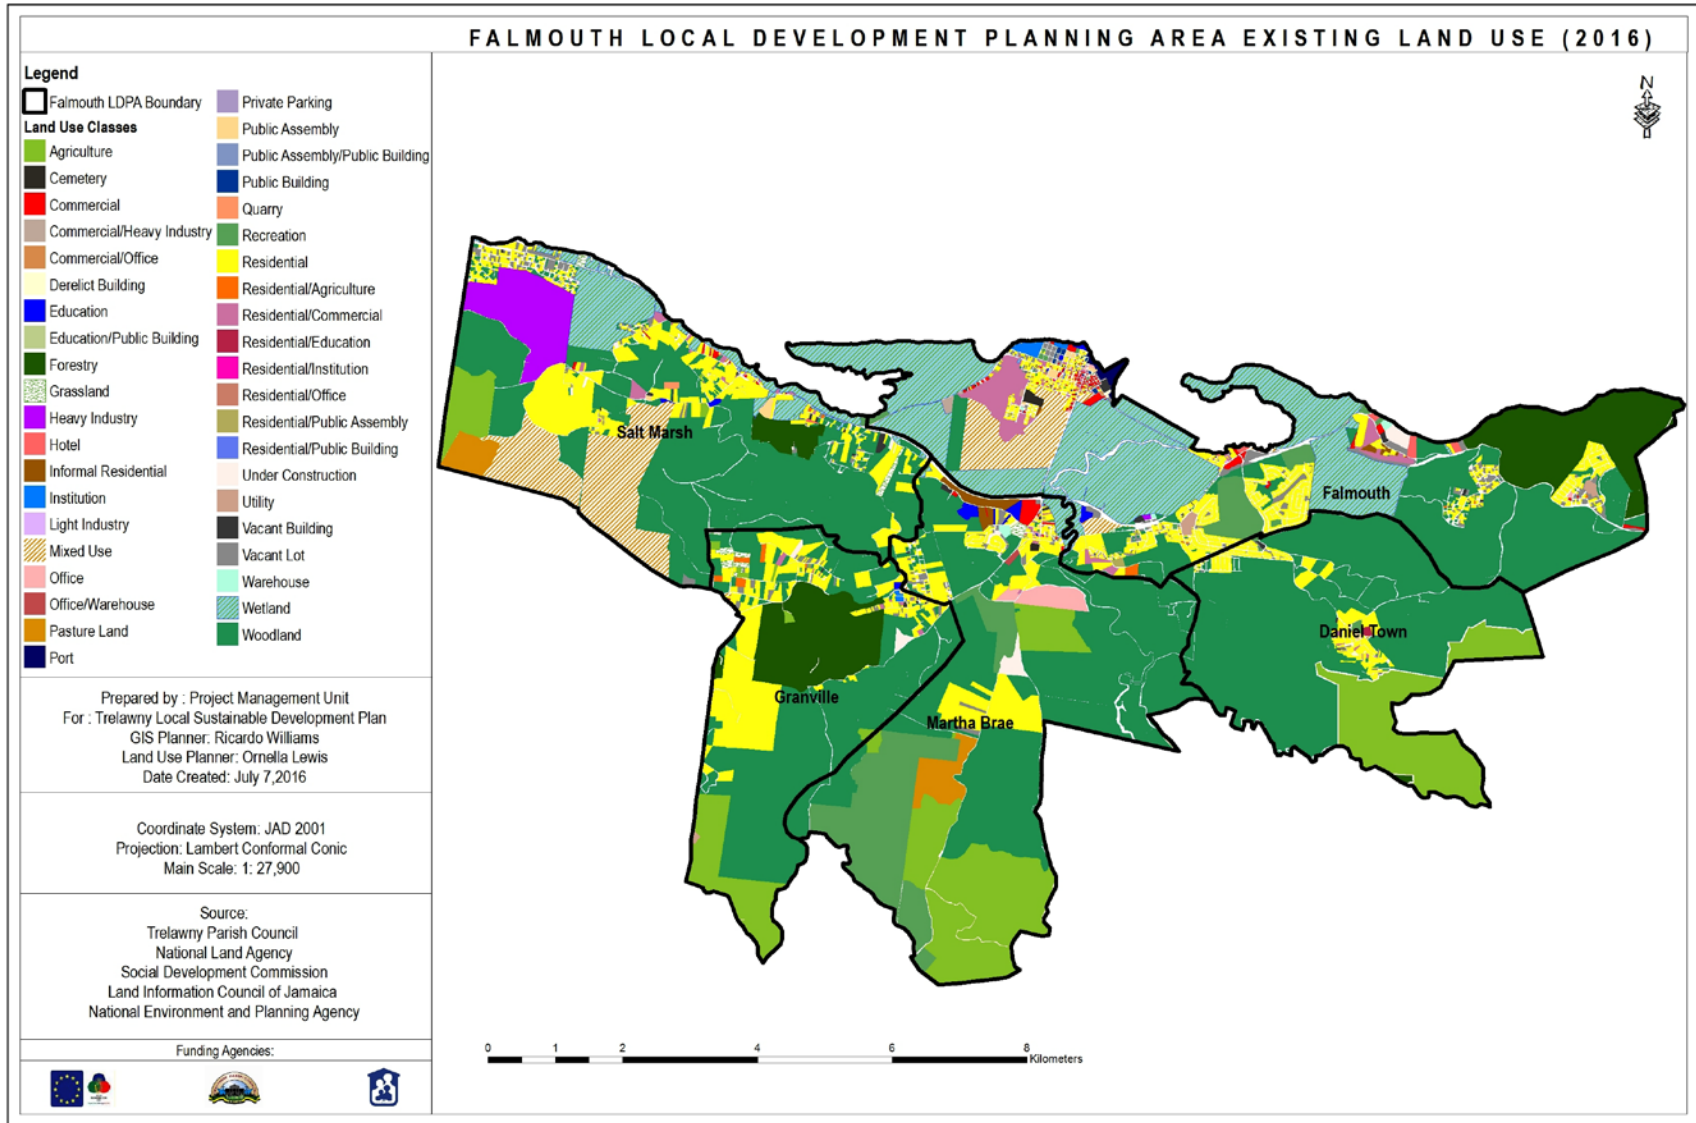 FALMOUTH LOCAL DEVELOPMENT PLANNING AREA EXISTING LAND USE (2016)
Legend
Falmouth LDPA Boundary
Land Use Classes
Agriculture
Cemetery
Commercial
Commercial/Heavy Industry
Commercial/Office
Derelict Building
Education
Education/Public Building
Forestry
Grassland
Heavy Industry
Hotel
Informal Residential
Institution
Light Industry
Mixed Use
Office
Office/Warehouse
Pasture Land
Port
Private Parking
Public Assembly
Public Assembly/Public Building
Public Building
Quarry
Recreation
Residential
Residential/Agriculture
Residential/Commercial
Residential/Education
Residential/Institution
Residential/Office
Residential/Public Assembly
Residential/Public Building
Under Construction
Utility
Vacant Building
Vacant Lot
Warehouse
Wetland
Woodland
Prepared by : Project Management Unit
For : Trelawny Local Sustainable Development Plan
GIS Planner: Ricardo Williams
Land Use Planner: Ornella Lewis
Date Created: July 7,2016
Coordinate System: JAD 2001
Projection: Lambert Conformal Conic
Main Scale: 1: 27,900
Source:
Trelawny Parish Council
National Land Agency
Social Development Commission
Land Information Council of Jamaica
National Environment and Planning Agency
Funding Agencies:
N
Salt Marsh
Falmouth
Daniel Town
Granville
Martha Brae
0 1 2 4 6 8
Kilometers